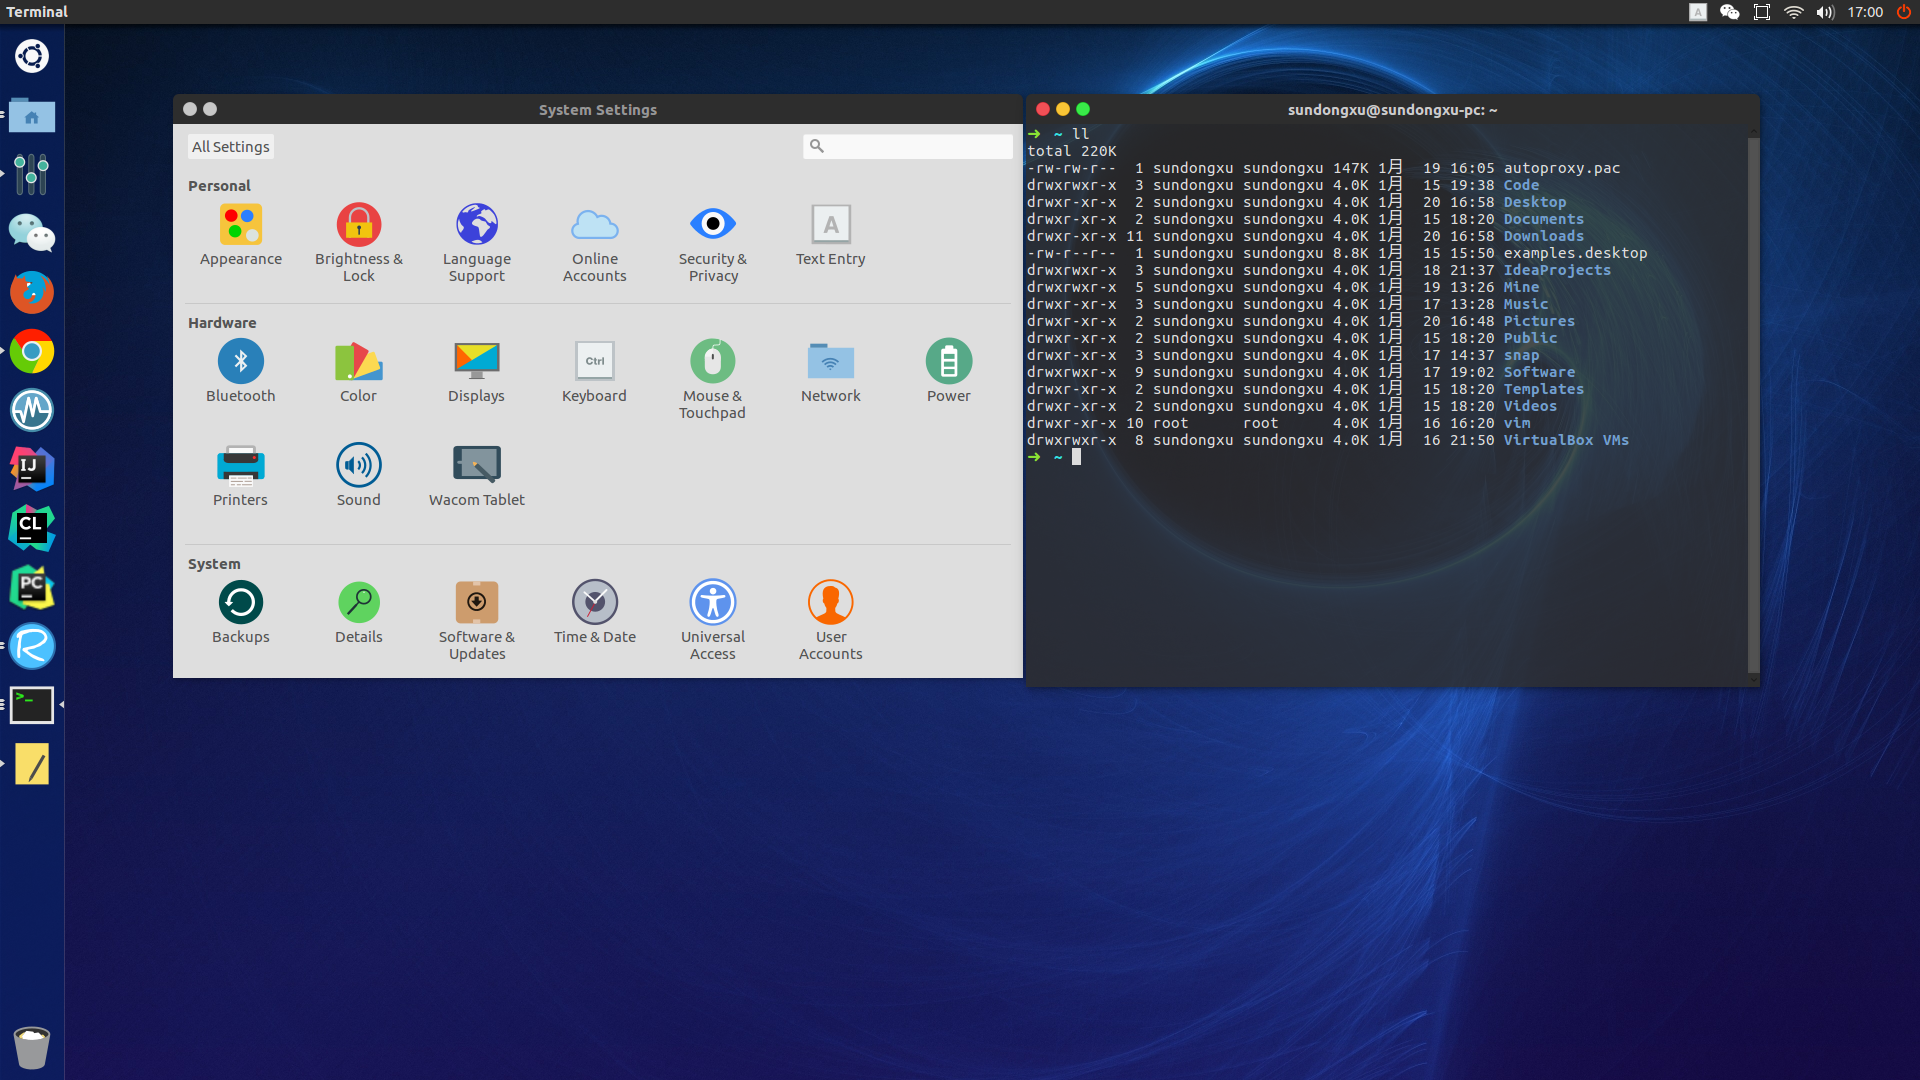 Terminal
A
17:00
System Settings
All Settings
Personal
Appearance
Brightness &
Lock
Language
Support
Online
Accounts
Security &
Privacy
A
Text Entry
Hardware
Bluetooth
Color
Displays
Ctrl
Keyboard
Mouse &
Touchpad
Network
Power
Printers
Sound
Wacom Tablet
System
Backups
Details
Software &
Updates
Time & Date
Universal
Access
User
Accounts
sundongxu@sundongxu-pc: ~
➜ ~ ll
total 220K
-rw-rw-r-- 1 sundongxu sundongxu 147K 1月 19 16:05 autoproxy.pac
drwxrwxr-x 3 sundongxu sundongxu 4.0K 1月 15 19:38 Code
drwxr-xr-x 2 sundongxu sundongxu 4.0K 1月 20 16:58 Desktop
drwxr-xr-x 2 sundongxu sundongxu 4.0K 1月 15 18:20 Documents
drwxr-xr-x 11 sundongxu sundongxu 4.0K 1月 20 16:58 Downloads
-rw-r--r-- 1 sundongxu sundongxu 8.8K 1月 15 15:50 examples.desktop
drwxrwxr-x 3 sundongxu sundongxu 4.0K 1月 18 21:37 IdeaProjects
drwxrwxr-x 5 sundongxu sundongxu 4.0K 1月 19 13:26 Mine
drwxr-xr-x 3 sundongxu sundongxu 4.0K 1月 17 13:28 Music
drwxr-xr-x 2 sundongxu sundongxu 4.0K 1月 20 16:48 Pictures
drwxr-xr-x 2 sundongxu sundongxu 4.0K 1月 15 18:20 Public
drwxr-xr-x 3 sundongxu sundongxu 4.0K 1月 17 14:37 snap
drwxrwxr-x 9 sundongxu sundongxu 4.0K 1月 17 19:02 Software
drwxr-xr-x 2 sundongxu sundongxu 4.0K 1月 15 18:20 Templates
drwxr-xr-x 2 sundongxu sundongxu 4.0K 1月 15 18:20 Videos
drwxr-xr-x 10 root root 4.0K 1月 16 16:20 vim
drwxrwxr-x 8 sundongxu sundongxu 4.0K 1月 16 21:50 VirtualBox VMs
➜ ~
IJ
CL
PC
R
>_